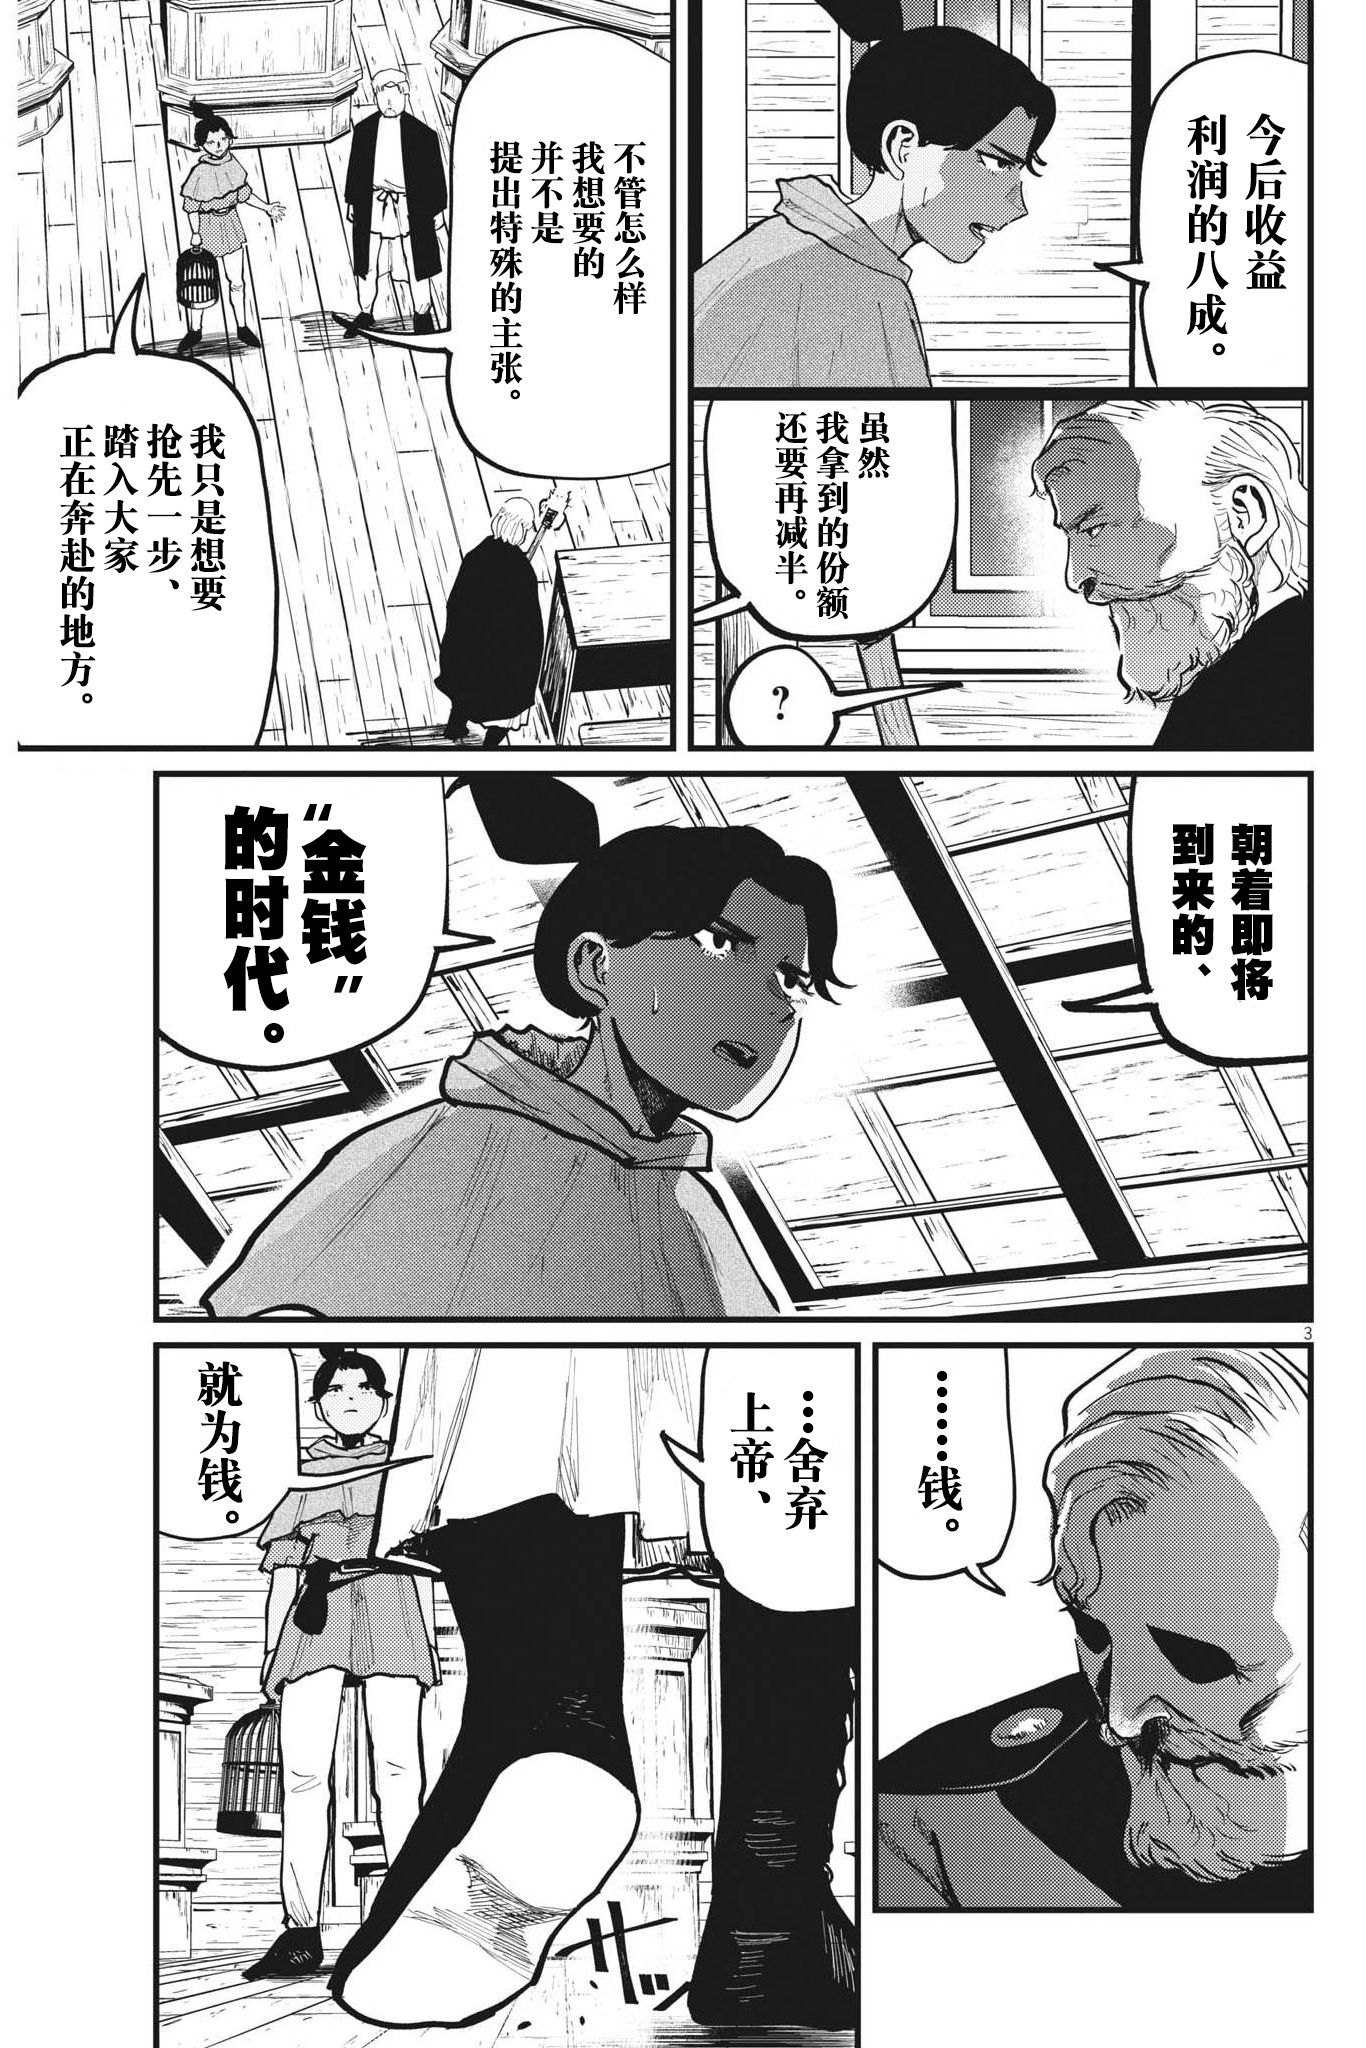 今后收益
利润的八成。
虽然
我拿到的份额
还要再减半。
?
不管怎么样
我想要的
并不是
提出特殊的主张。
我只是想要
抢先一步、
踏入大家
正在奔赴的地方。
朝着即将
到来的、
“金钱”
的时代。
3
………钱。
…舍弃
上帝、
就为钱。
ギッ